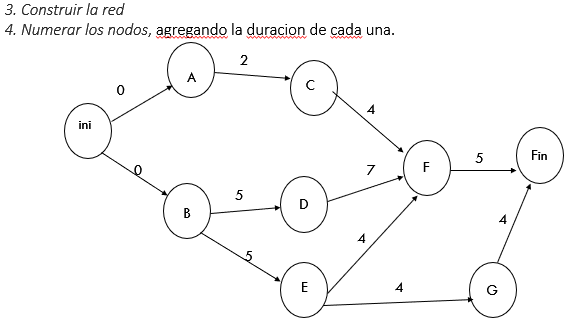 3. Construir la red
4. Numerar los nodos, agregando la duracion de cada una.
2
A
C
0
4
ini
Fin
5
F
7
0
5
D
B
4
4
5
E
4
G